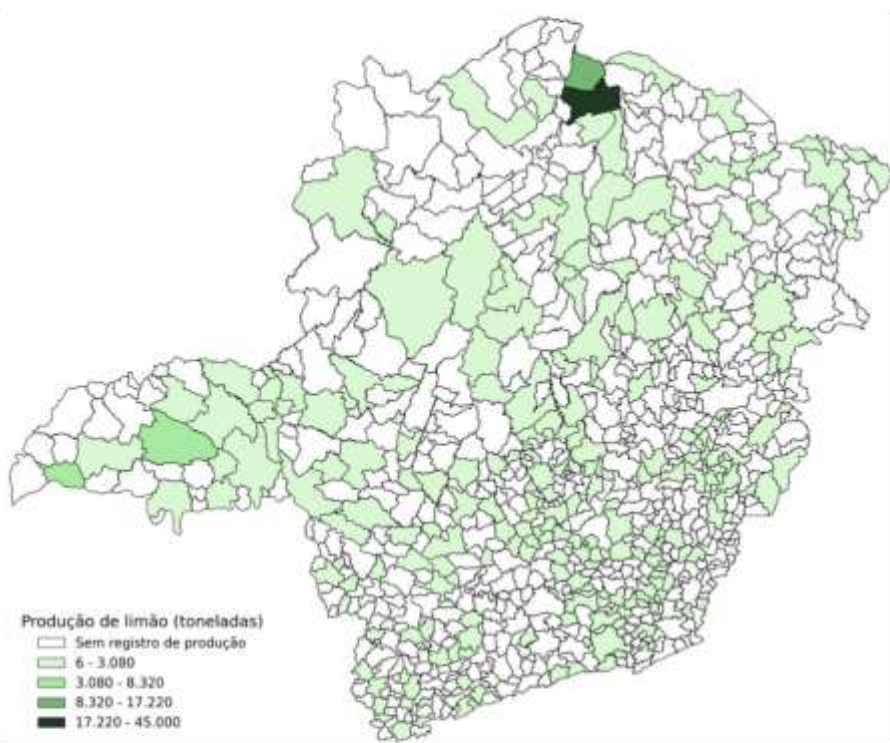 Produção de limão (toneladas)
Sem registro de produção
6 - 3.080
3.080 - 8.320
8.320 - 17.220
17.220 - 45.000